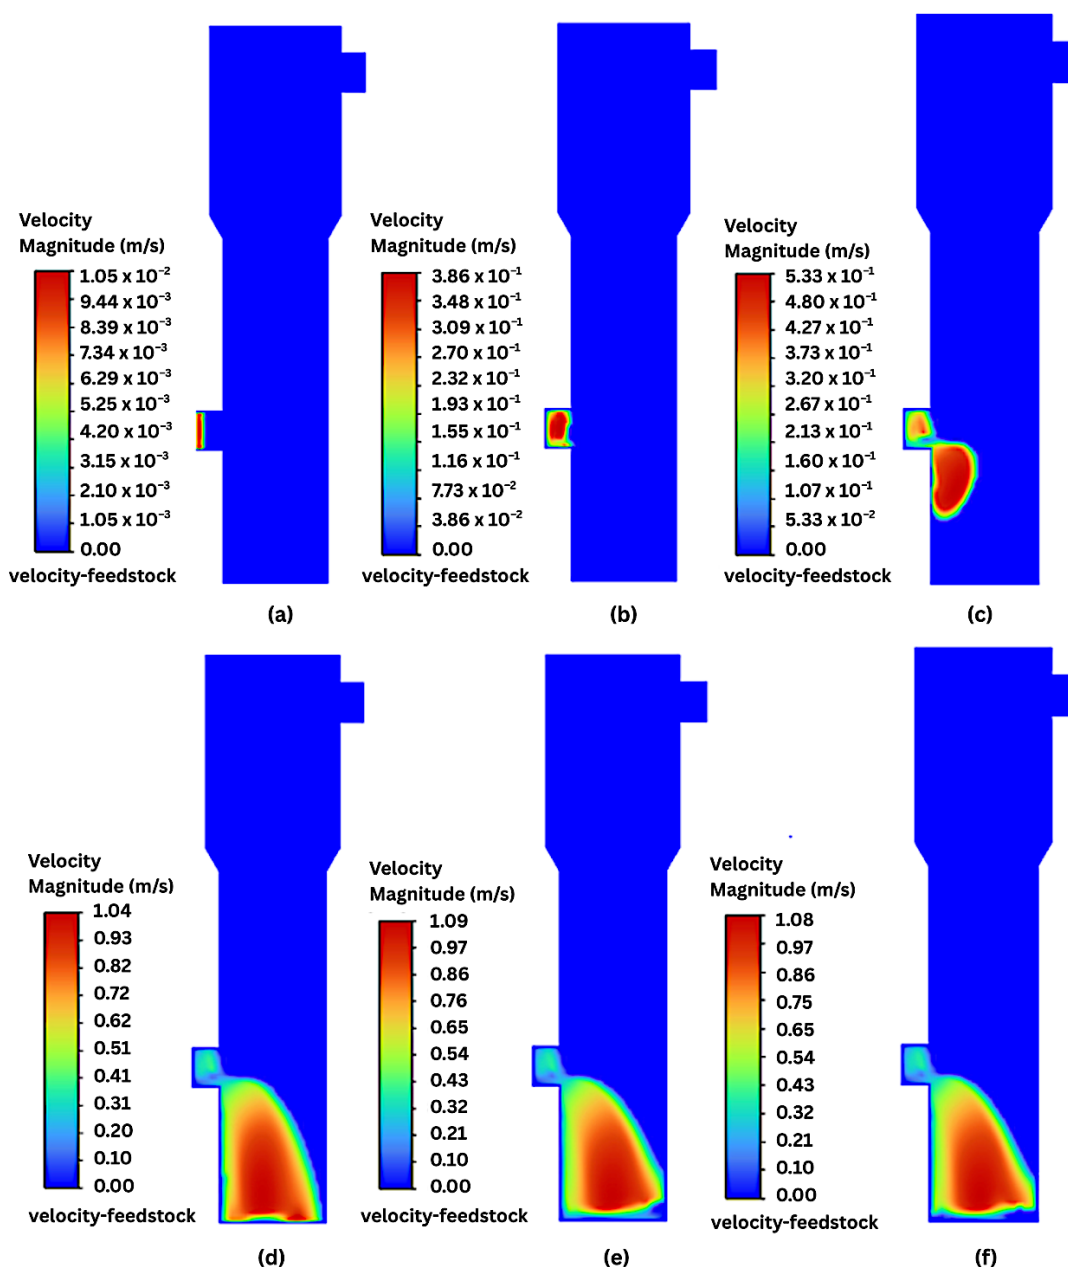 Velocity
Magnitude (m/s)
1.05 x 10⁻²
9.44 x 10⁻³
8.39 x 10⁻³
7.34 x 10⁻³
6.29 x 10⁻³
5.25 x 10⁻³
4.20 x 10⁻³
3.15 x 10⁻³
2.10 x 10⁻³
1.05 x 10⁻³
0.00
velocity-feedstock
(a)
Velocity
Magnitude (m/s)
3.86 x 10⁻¹
3.48 x 10⁻¹
3.09 x 10⁻¹
2.70 x 10⁻¹
2.32 x 10⁻¹
1.93 x 10⁻¹
1.55 x 10⁻¹
1.16 x 10⁻¹
7.73 x 10⁻²
3.86 x 10⁻²
0.00
velocity-feedstock
(b)
Velocity
Magnitude (m/s)
5.33 x 10⁻¹
4.80 x 10⁻¹
4.27 x 10⁻¹
3.73 x 10⁻¹
3.20 x 10⁻¹
2.67 x 10⁻¹
2.13 x 10⁻¹
1.60 x 10⁻¹
1.07 x 10⁻¹
5.33 x 10⁻²
0.00
velocity-feedstock
(c)
Velocity
Magnitude (m/s)
1.04
0.93
0.82
0.72
0.62
0.51
0.41
0.31
0.20
0.10
0.00
velocity-feedstock
(d)
Velocity
Magnitude (m/s)
1.09
0.97
0.86
0.76
0.65
0.54
0.43
0.32
0.21
0.10
0.00
velocity-feedstock
(e)
Velocity
Magnitude (m/s)
1.08
0.97
0.86
0.75
0.65
0.54
0.43
0.32
0.21
0.10
0.00
velocity-feedstock
(f)